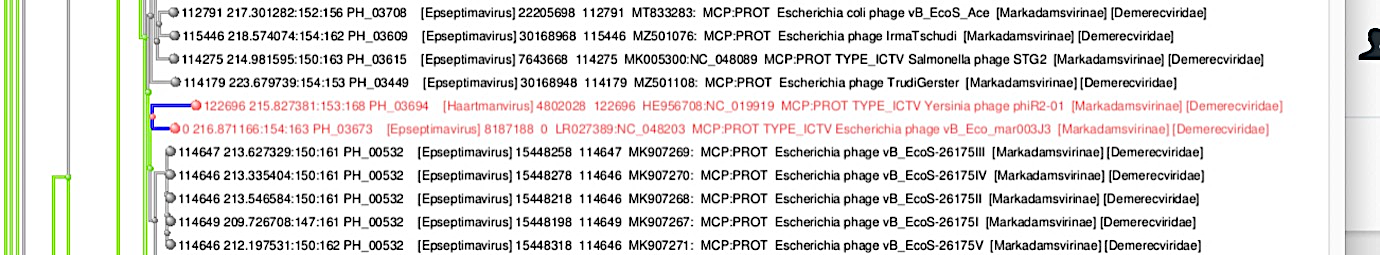 112791 217.301282:152:156 PH_03708 [Epseptimavirus] 22205698 112791 MT833283: MCP:PROT Escherichia coli phage vB_EcoS_Ace [Markadamsvirinae] [Demerecviridae]
115446 218.574074:154:162 PH_03609 [Epseptimavirus] 30168968 115446 MZ501076: MCP:PROT Escherichia phage IrmaTschudi [Markadamsvirinae] [Demerecviridae]
114275 214.981595:150:163 PH_03615 [Epseptimavirus] 7643668 114275 MK005300:NC_048089 MCP:PROT TYPE_ICTV Salmonella phage STG2 [Markadamsvirinae] [Demerecviridae]
114179 223.679739:154:153 PH_03449 [Epseptimavirus] 30168948 114179 MZ501108: MCP:PROT Escherichia phage TrudiGerster [Markadamsvirinae] [Demerecviridae]
122696 215.827381:153:168 PH_03694 [Haartmanvirus] 4802028 122696 HE956708:NC_019919 MCP:PROT TYPE_ICTV Yersinia phage phiR2-01 [Markadamsvirinae] [Demerecviridae]
0 216.871166:154:163 PH_03673 [Epseptimavirus] 8187188 0 LR027389:NC_048203 MCP:PROT TYPE_ICTV Escherichia phage vB_Eco_mar003J3 [Markadamsvirinae] [Demerecviridae]
114647 213.627329:150:161 PH_00532 [Epseptimavirus] 15448258 114647 MK907269: MCP:PROT Escherichia phage vB_EcoS-26175III [Markadamsvirinae] [Demerecviridae]
114646 213.335404:150:161 PH_00532 [Epseptimavirus] 15448278 114646 MK907270: MCP:PROT Escherichia phage vB_EcoS-26175IV [Markadamsvirinae] [Demerecviridae]
114646 213.546584:150:161 PH_00532 [Epseptimavirus] 15448218 114646 MK907268: MCP:PROT Escherichia phage vB_EcoS-26175II [Markadamsvirinae] [Demerecviridae]
114649 209.726708:147:161 PH_00532 [Epseptimavirus] 15448198 114649 MK907267: MCP:PROT Escherichia phage vB_EcoS-26175I [Markadamsvirinae] [Demerecviridae]
114646 212.197531:150:162 PH_00532 [Epseptimavirus] 15448318 114646 MK907271: MCP:PROT Escherichia phage vB_EcoS-26175V [Markadamsvirinae] [Demerecviridae]